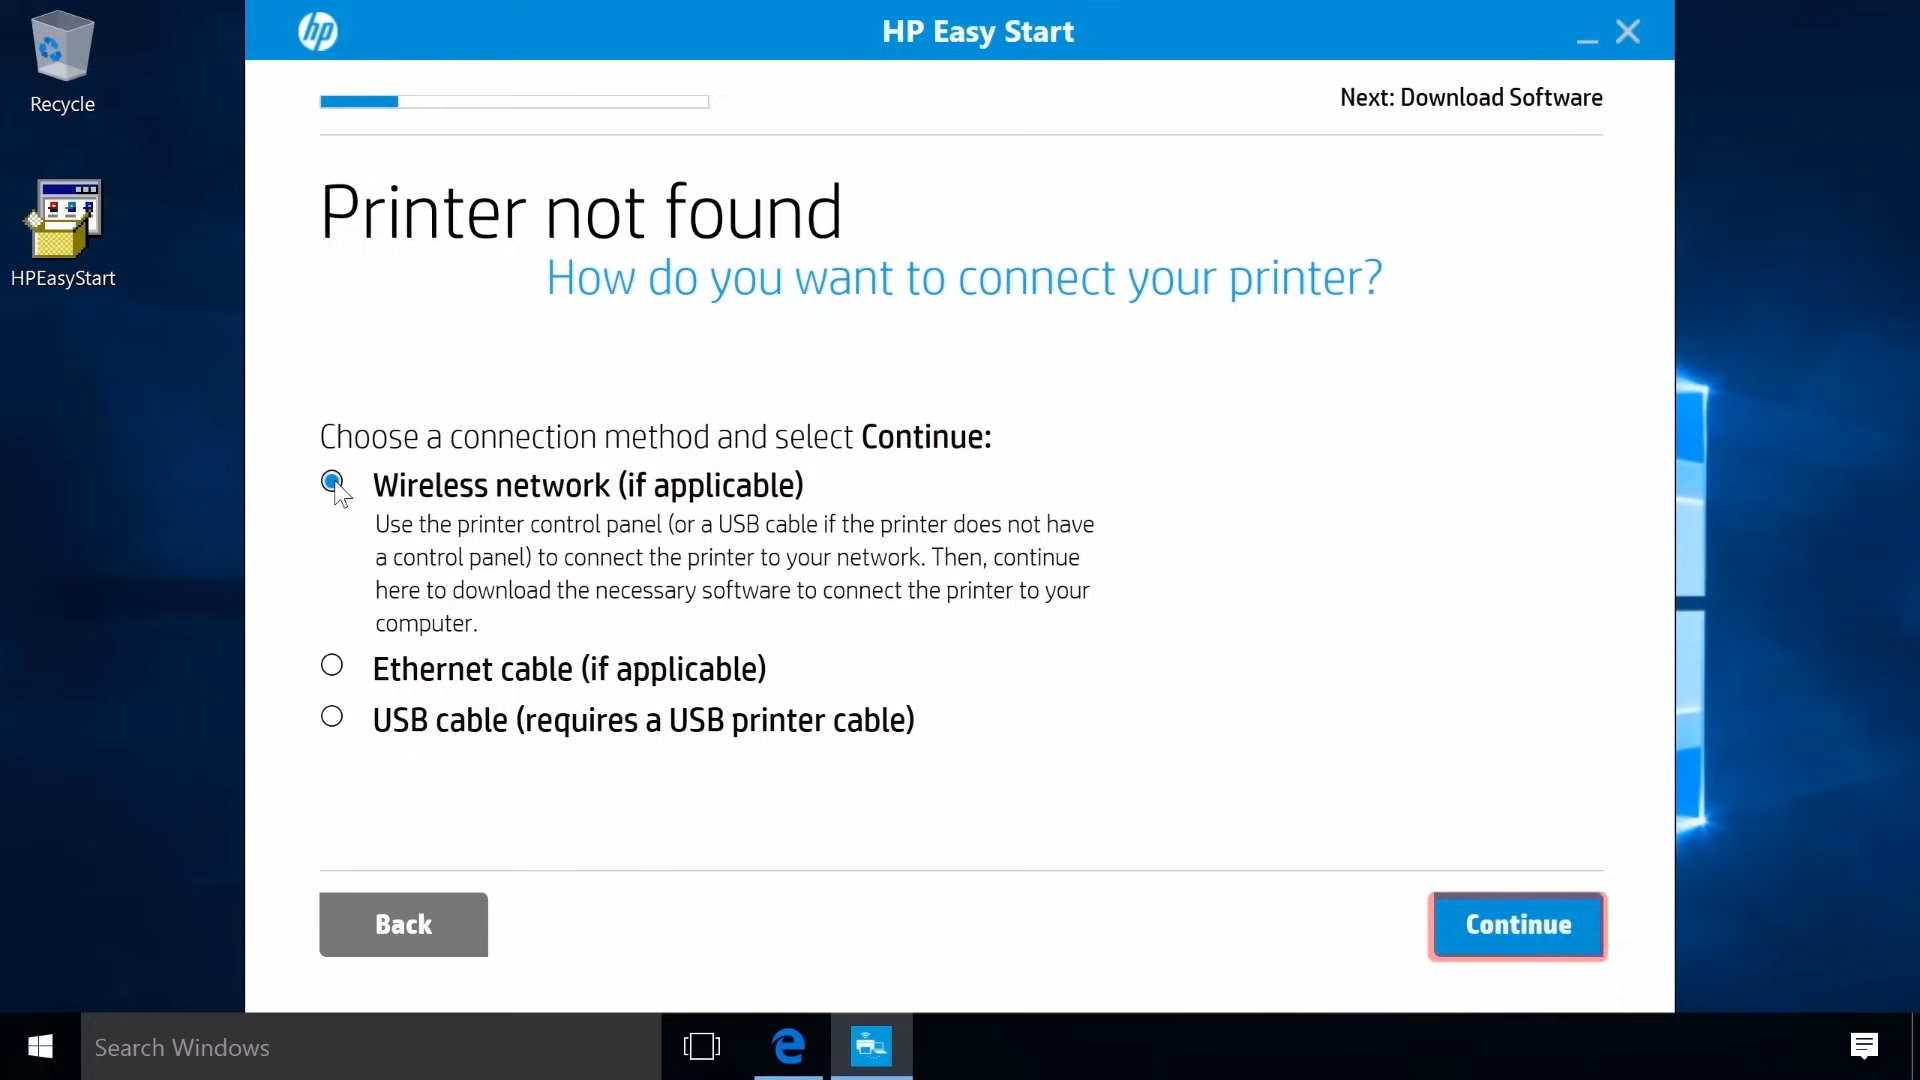 hp
HP Easy Start
Recycle
Next: Download Software
Printer not found
How do you want to connect your printer?
HPEasyStart
Choose a connection method and select Continue:
Wireless network (if applicable)
Use the printer control panel (or a USB cable if the printer does not have
a control panel) to connect the printer to your network. Then, continue
here to download the necessary software to connect the printer to your
computer.
Ethernet cable (if applicable)
USB cable (requires a USB printer cable)
Back
Continue
Search Windows